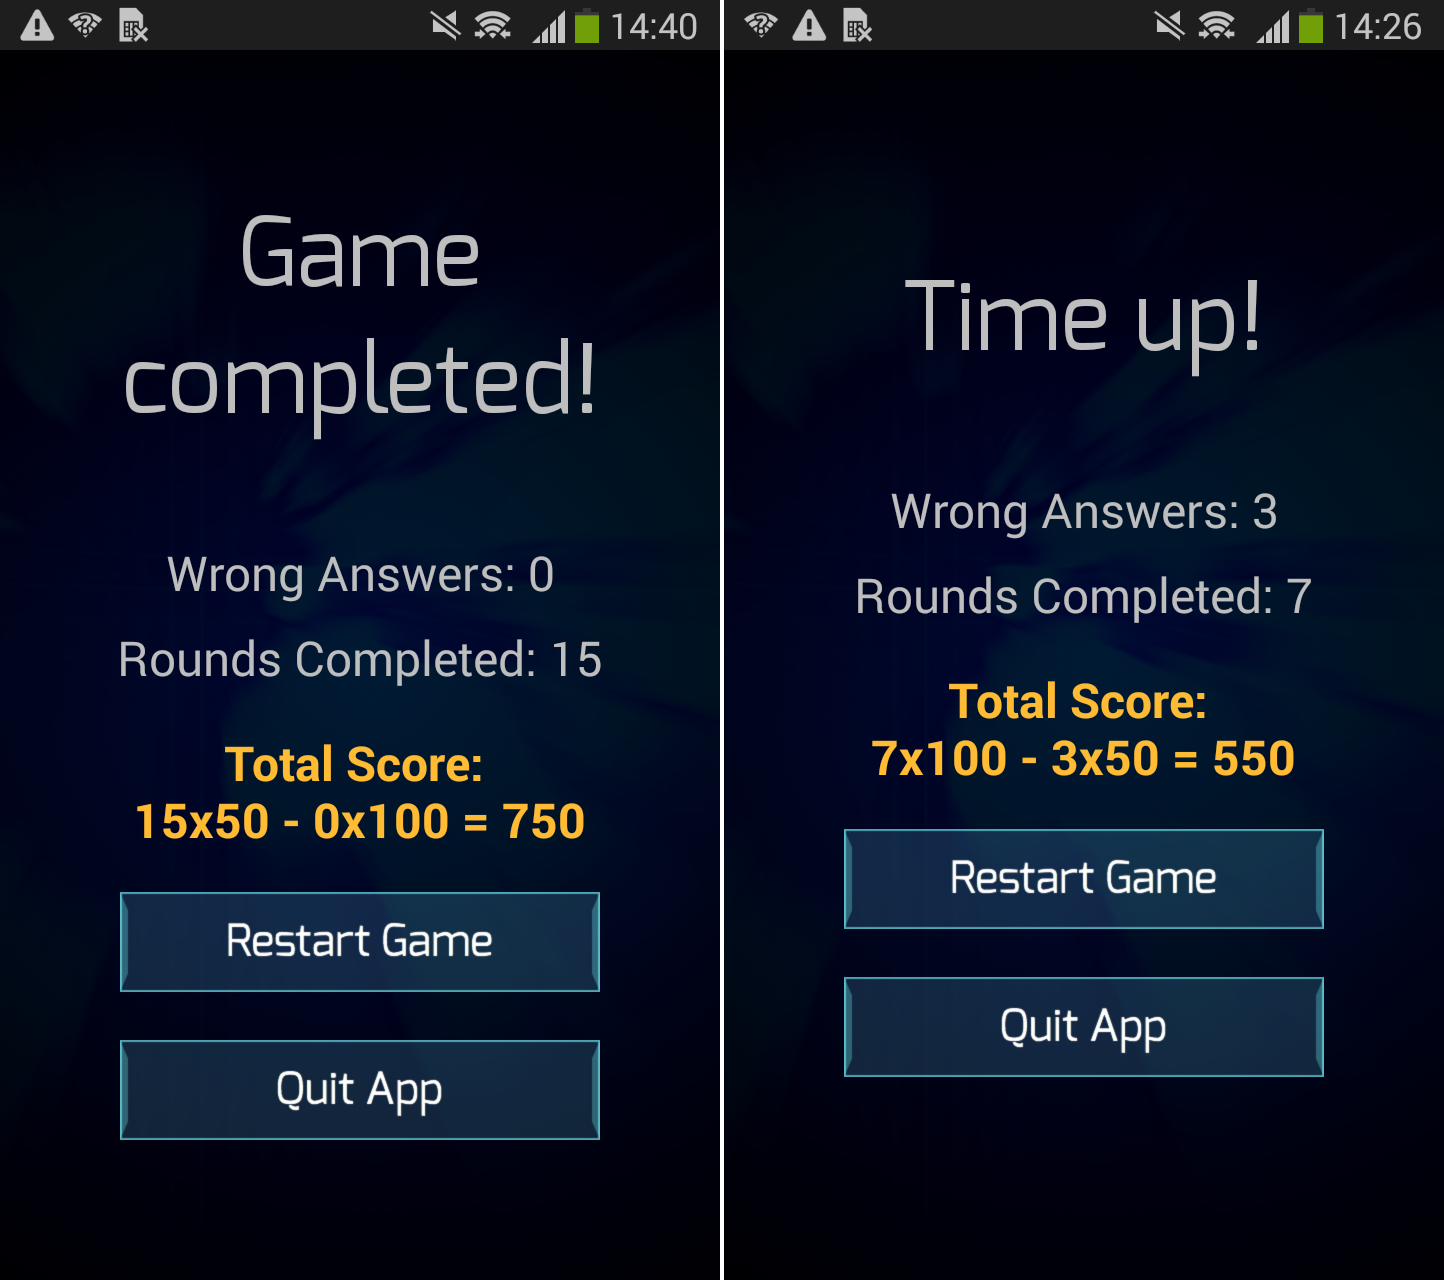 14:40
Game
completed!
Wrong Answers: 0
Rounds Completed: 15
Total Score:
15x50 - 0x100 = 750
Restart Game
Quit App
14:26
Time up!
Wrong Answers: 3
Rounds Completed: 7
Total Score:
7x100 - 3x50 = 550
Restart Game
Quit App